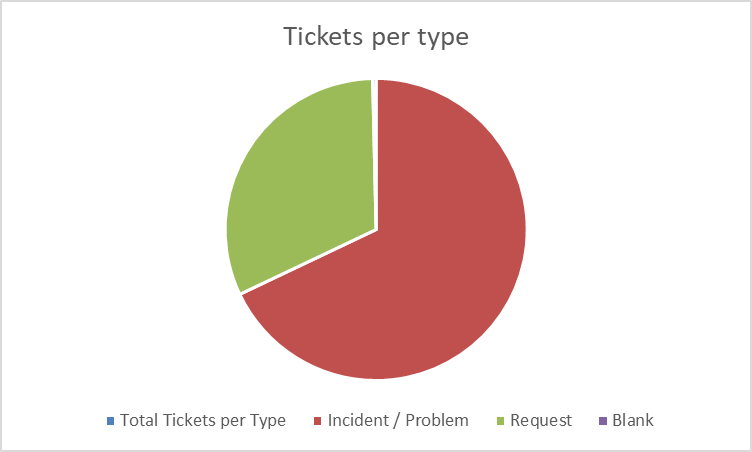 Tickets per type
Total Tickets per Type Incident / Problem Request Blank